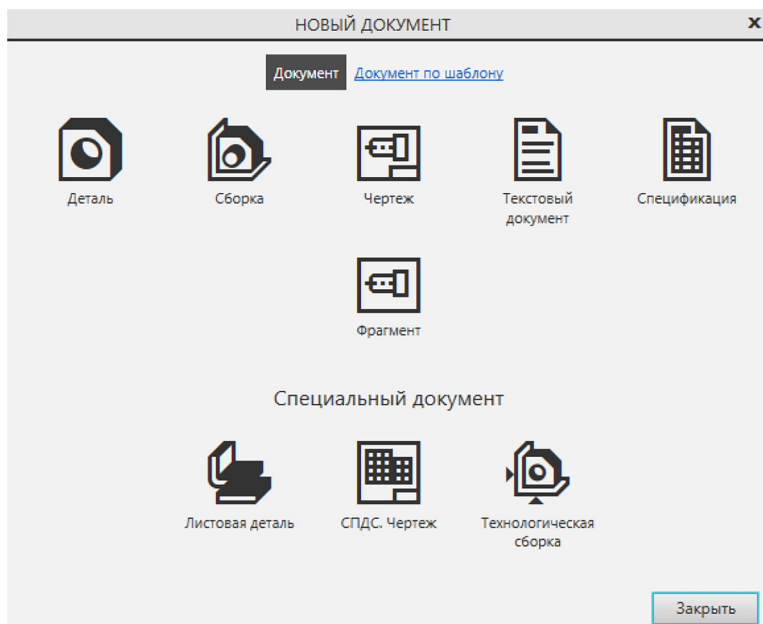 НОВЫЙ ДОКУМЕНТ x
Документ Документ по шаблону
Деталь Сборка Чертеж Текстовый документ Спецификация
Фрагмент
Специальный документ
Листовая деталь СПДС. Чертеж Технологическая сборка
Закрыть